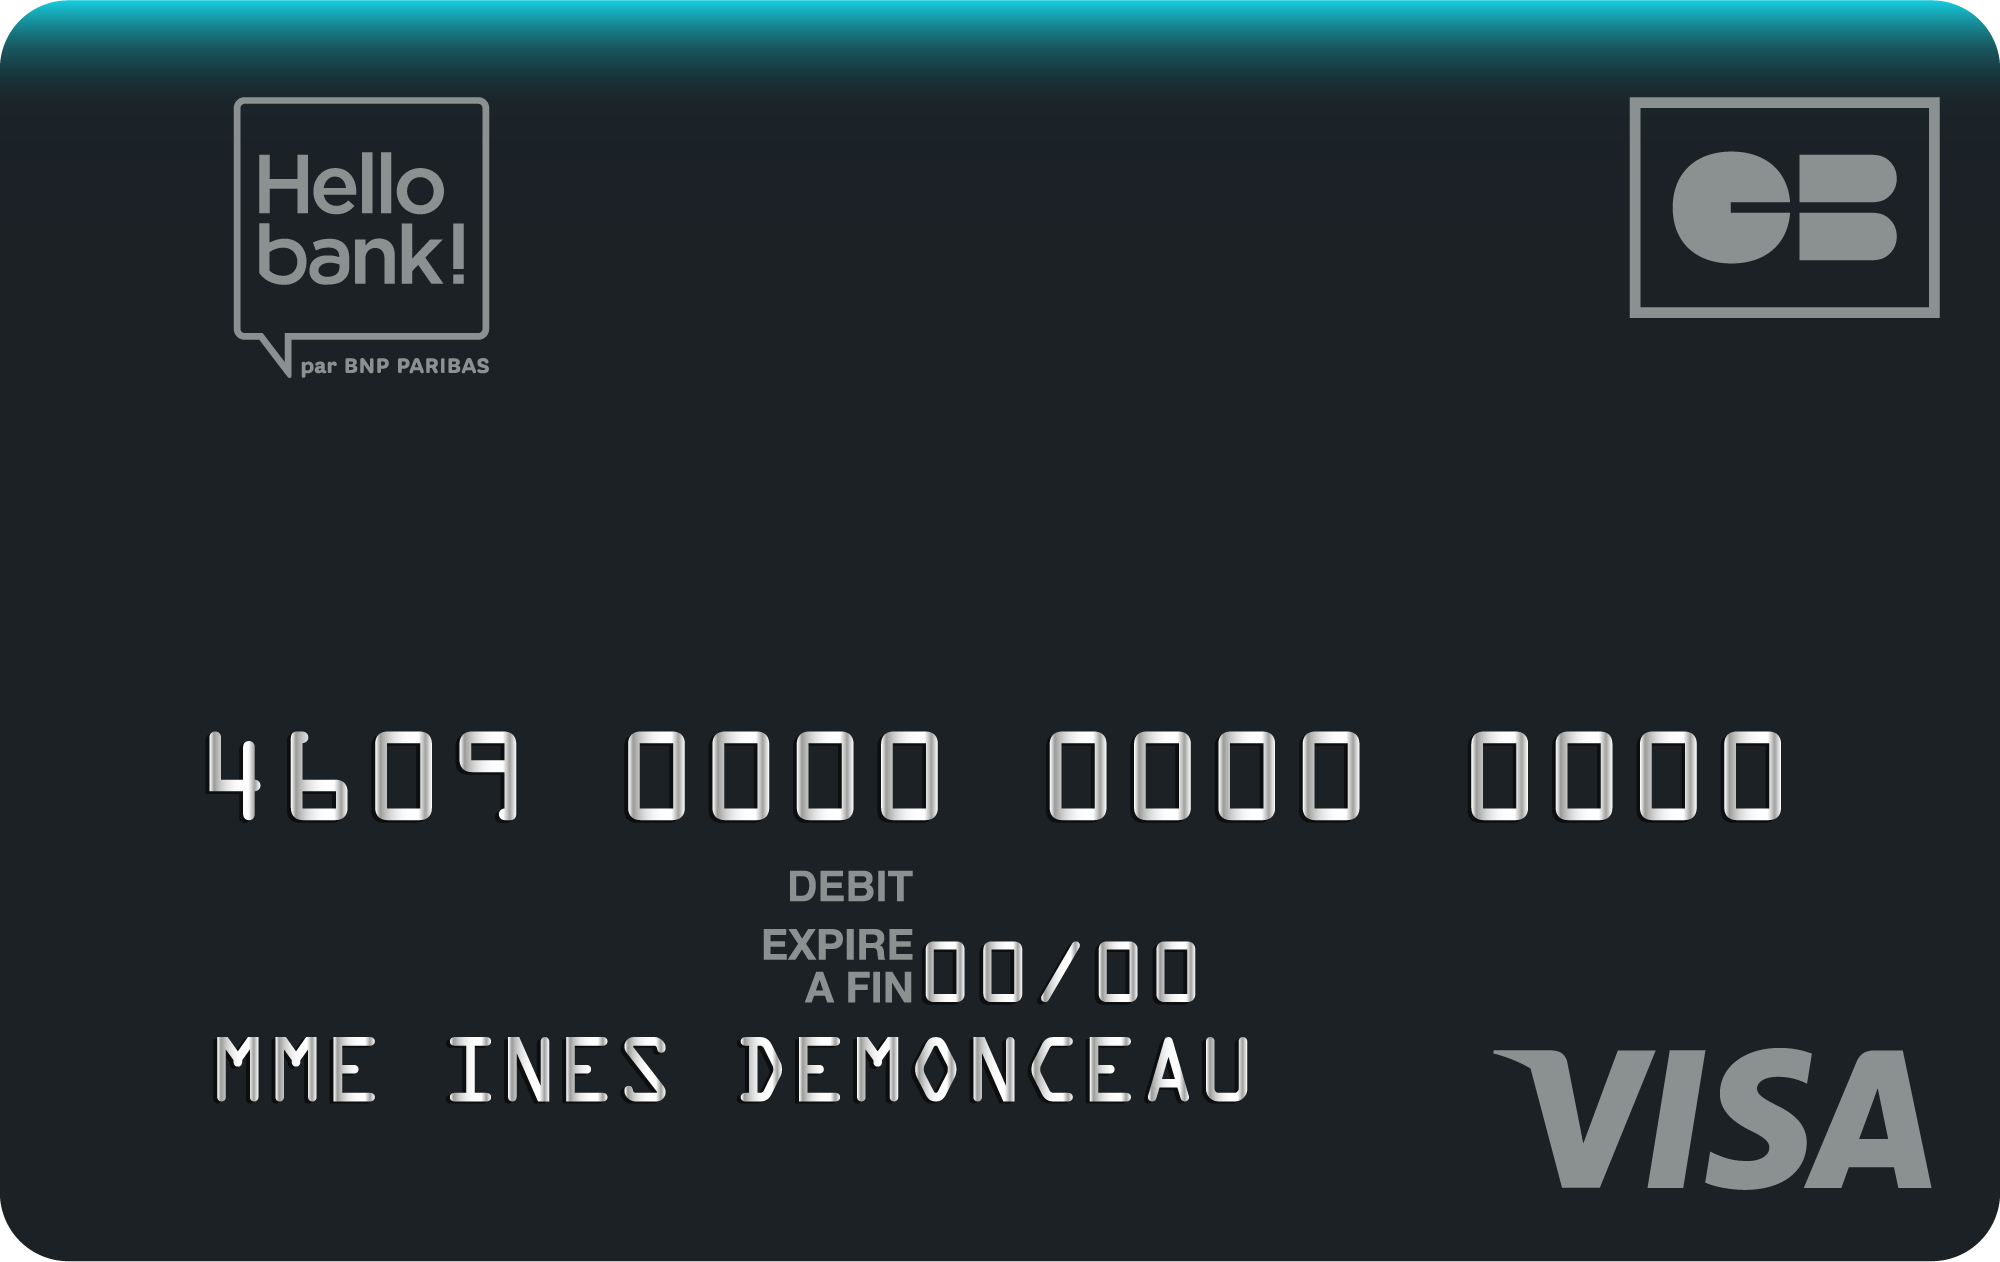 Hello
bank!
par BNP PARIBAS
CB
4609 0000 0000 0000
DEBIT
EXPIRE
A FIN 00/00
MME INES DEMONCEAU
VISA